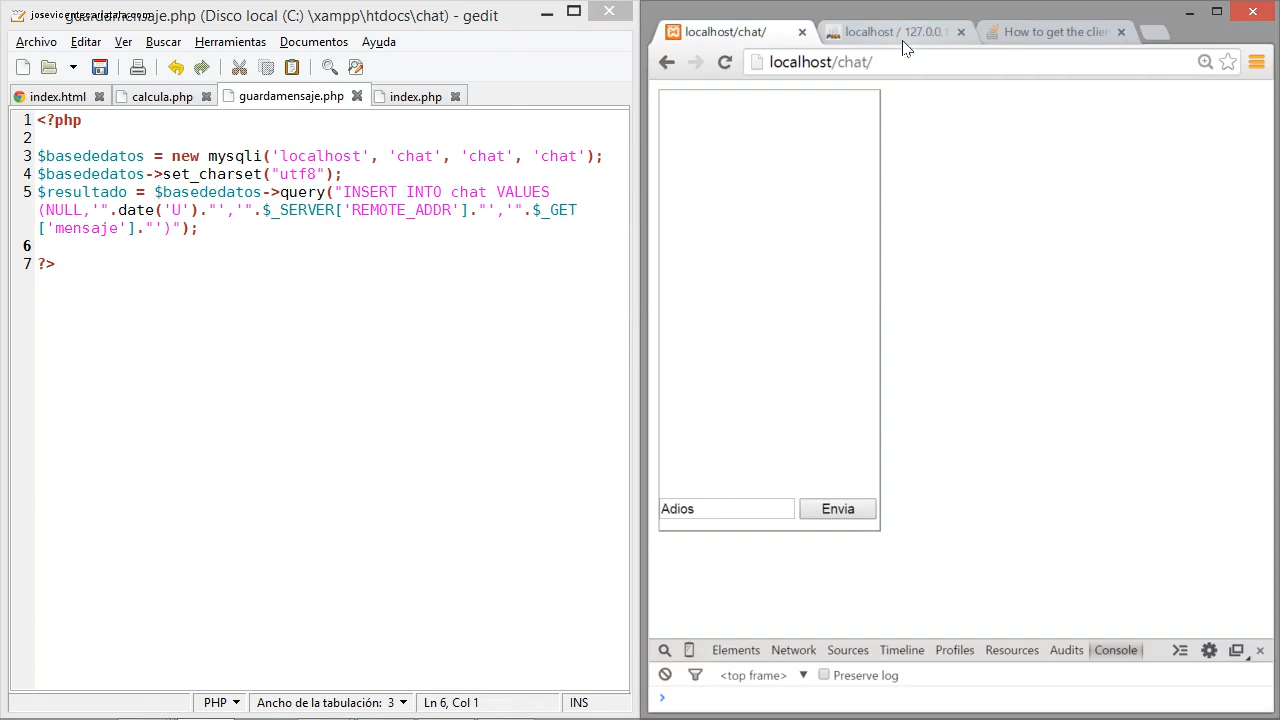 guardamensaje.php (Disco local (C:) \xampp\htdocs\chat) - gedit
Archivo Editar Ver Buscar Herramientas Documentos Ayuda
index.html calcula.php guardamensaje.php index.php
1 <?php
2
3 $basededatos = new mysqli('localhost', 'chat', 'chat', 'chat');
4 $basededatos->set_charset("utf8");
5 $resultado = $basededatos->query("INSERT INTO chat VALUES
(NULL,'".date('U')."','".$_SERVER['REMOTE_ADDR']."','".$_GET
['mensaje']."')");
6
7 ?>
PHP Ancho de la tabulación: 3 Ln 6, Col 1 INS
localhost/chat/ localhost / 127.0.0.1 How to get the clien
localhost/chat/
Adios Envia
Elements Network Sources Timeline Profiles Resources Audits Console
<top frame> Preserve log